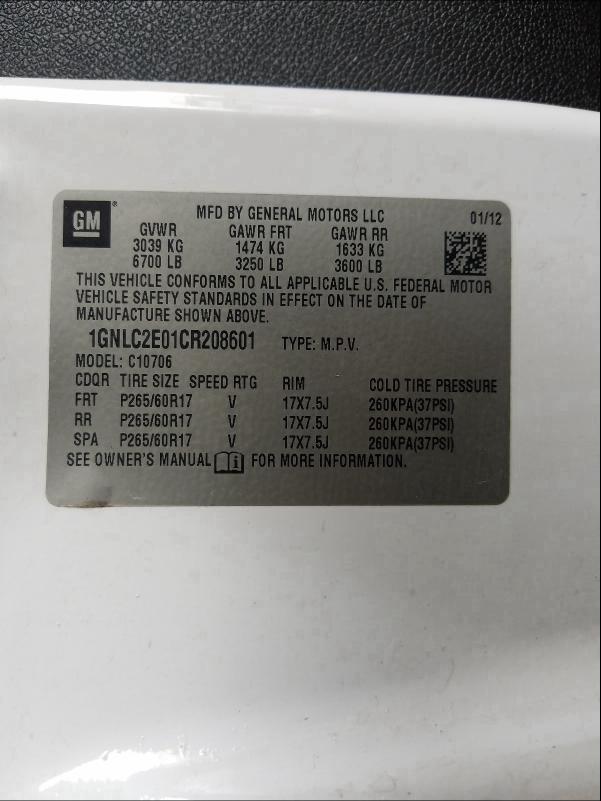 GM®
MFD BY GENERAL MOTORS LLC 01/12
GVWR GAWR FRT GAWR RR
3039 KG 1474 KG 1633 KG
6700 LB 3250 LB 3600 LB
THIS VEHICLE CONFORMS TO ALL APPLICABLE U.S. FEDERAL MOTOR
VEHICLE SAFETY STANDARDS IN EFFECT ON THE DATE OF
MANUFACTURE SHOWN ABOVE.
1GNLC2E01CR208601 TYPE: M.P.V.
MODEL: C10706
CDQR TIRE SIZE SPEED RTG RIM COLD TIRE PRESSURE
FRT P265/60R17 V 17X7.5J 260KPA(37PSI)
RR P265/60R17 V 17X7.5J 260KPA(37PSI)
SPA P265/60R17 V 17X7.5J 260KPA(37PSI)
SEE OWNER'S MANUAL FOR MORE INFORMATION.